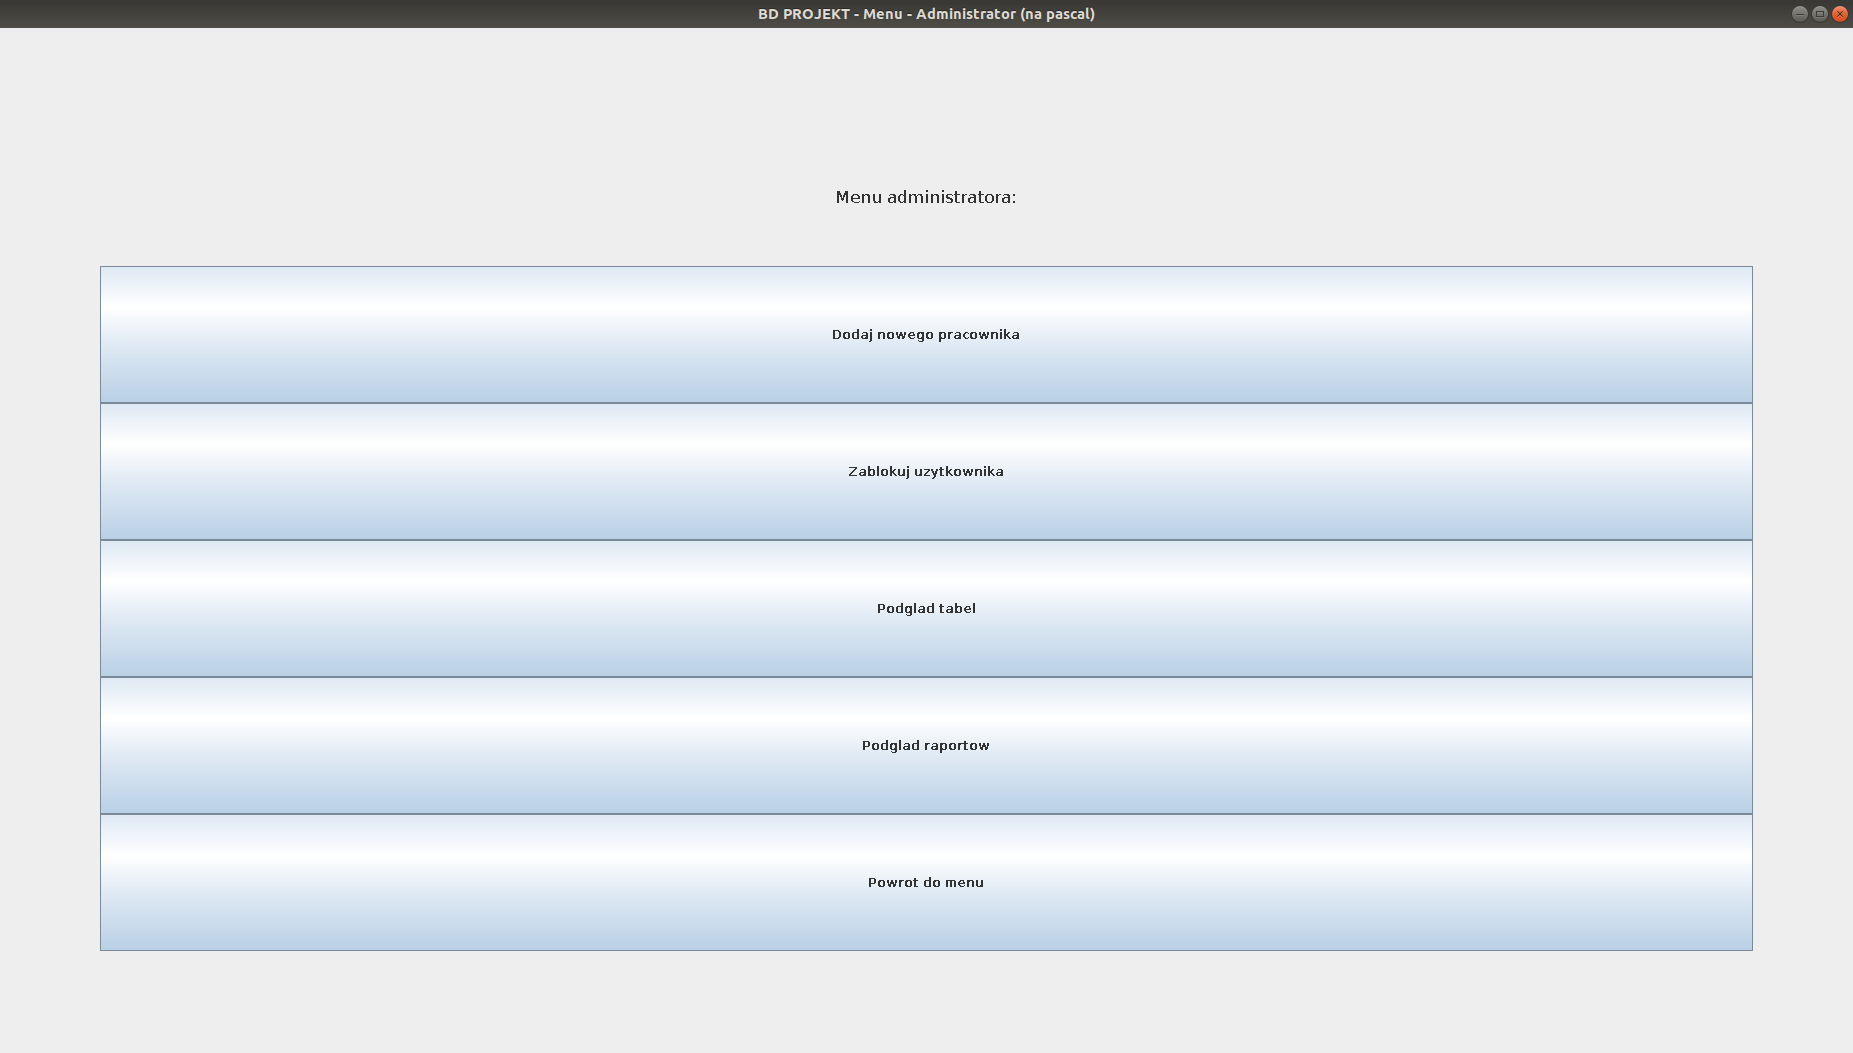 BD PROJEKT - Menu - Administrator (na pascal)
Menu administratora:
Dodaj nowego pracownika
Zablokuj uzytkownika
Podglad tabel
Podglad raportow
Powrot do menu